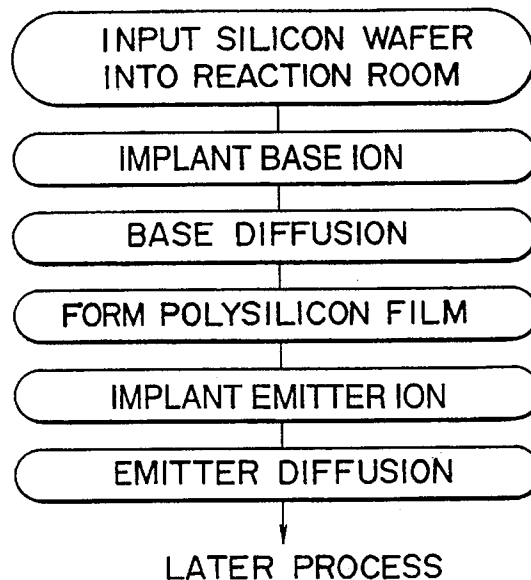 INPUT SILICON WAFER
INTO REACTION ROOM
IMPLANT BASE ION
BASE DIFFUSION
FORM POLYSILICON FILM
IMPLANT EMITTER ION
EMITTER DIFFUSION
LATER PROCESS